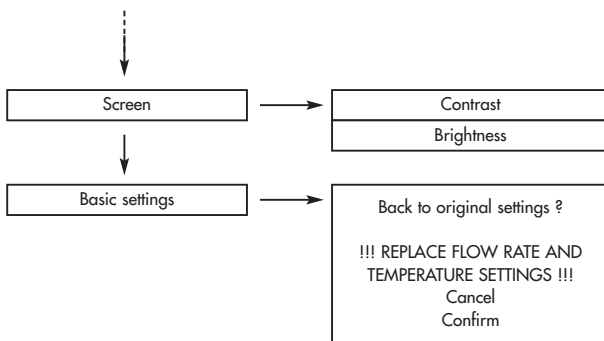 Screen
Contrast
Brightness
Basic settings
Back to original settings ?
!!! REPLACE FLOW RATE AND
TEMPERATURE SETTINGS !!!
Cancel
Confirm